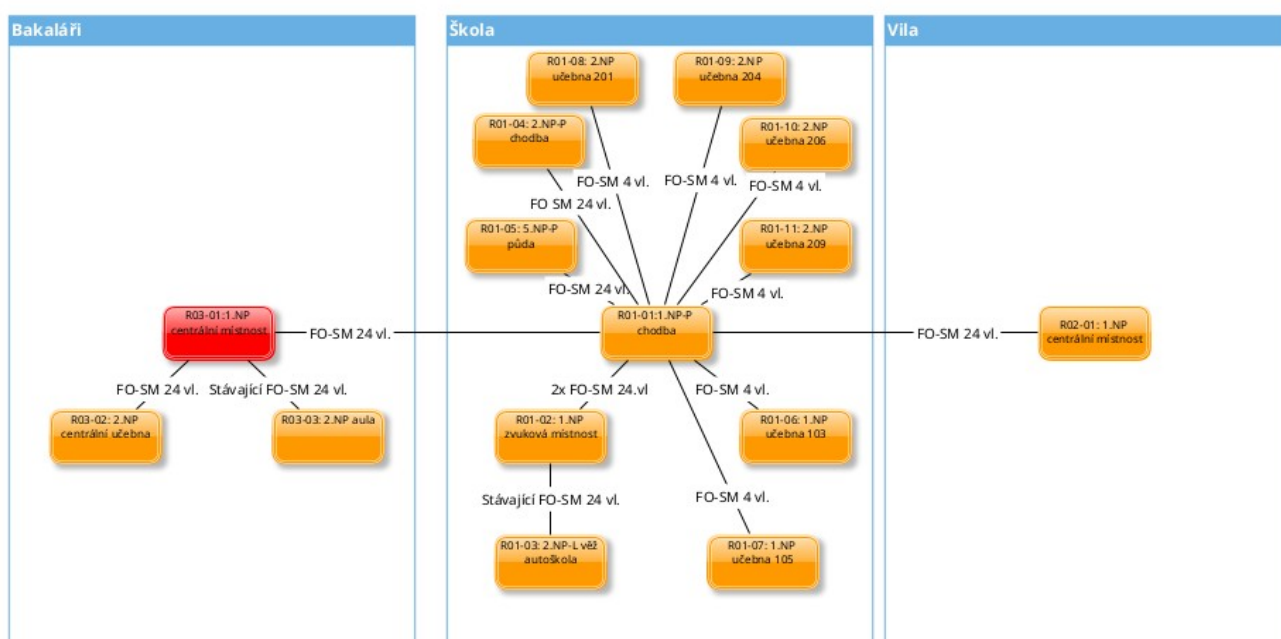 Bakaláři
Škola
Vila
R01-08: 2.NP
učebna 201
R01-09: 2.NP
učebna 204
R01-04: 2.NP-P
chodba
R01-10: 2.NP
učebna 206
FO-SM 4 vl.
FO-SM 4 vl.
FO-SM 4 vl.
FO SM 24 vl.
R01-05: 5.NP-P
půda
R01-11: 2.NP
učebna 209
FO-SM 24 vl.
FO-SM 4 vl.
R03-01:1.NP
centrální místnost
FO-SM 24 vl.
R01-01:1.NP-P
chodba
FO-SM 24 vl.
R02-01: 1.NP
centrální místnost
FO-SM 24 vl.
Stávající FO-SM 24 vl.
2x FO-SM 24.vl
FO-SM 4 vl.
R03-02: 2.NP
centrální učebna
R03-03: 2.NP aula
R01-02: 1.NP
zvuková místnost
R01-06: 1.NP
učebna 103
Stávající FO-SM 24 vl.
FO-SM 4 vl.
R01-03: 2.NP-L věž
autoškola
R01-07: 1.NP
učebna 105